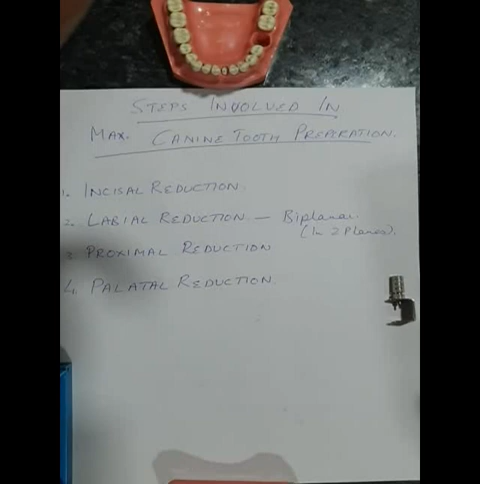 STEPS INVOLVED IN
MAX. CANINE TOOTH PREPARATION.
1. INCISAL REDUCTION
2. LABIAL REDUCTION — Biplanar
(In 2 Planes).
3. PROXIMAL REDUCTION
4. PALATAL REDUCTION